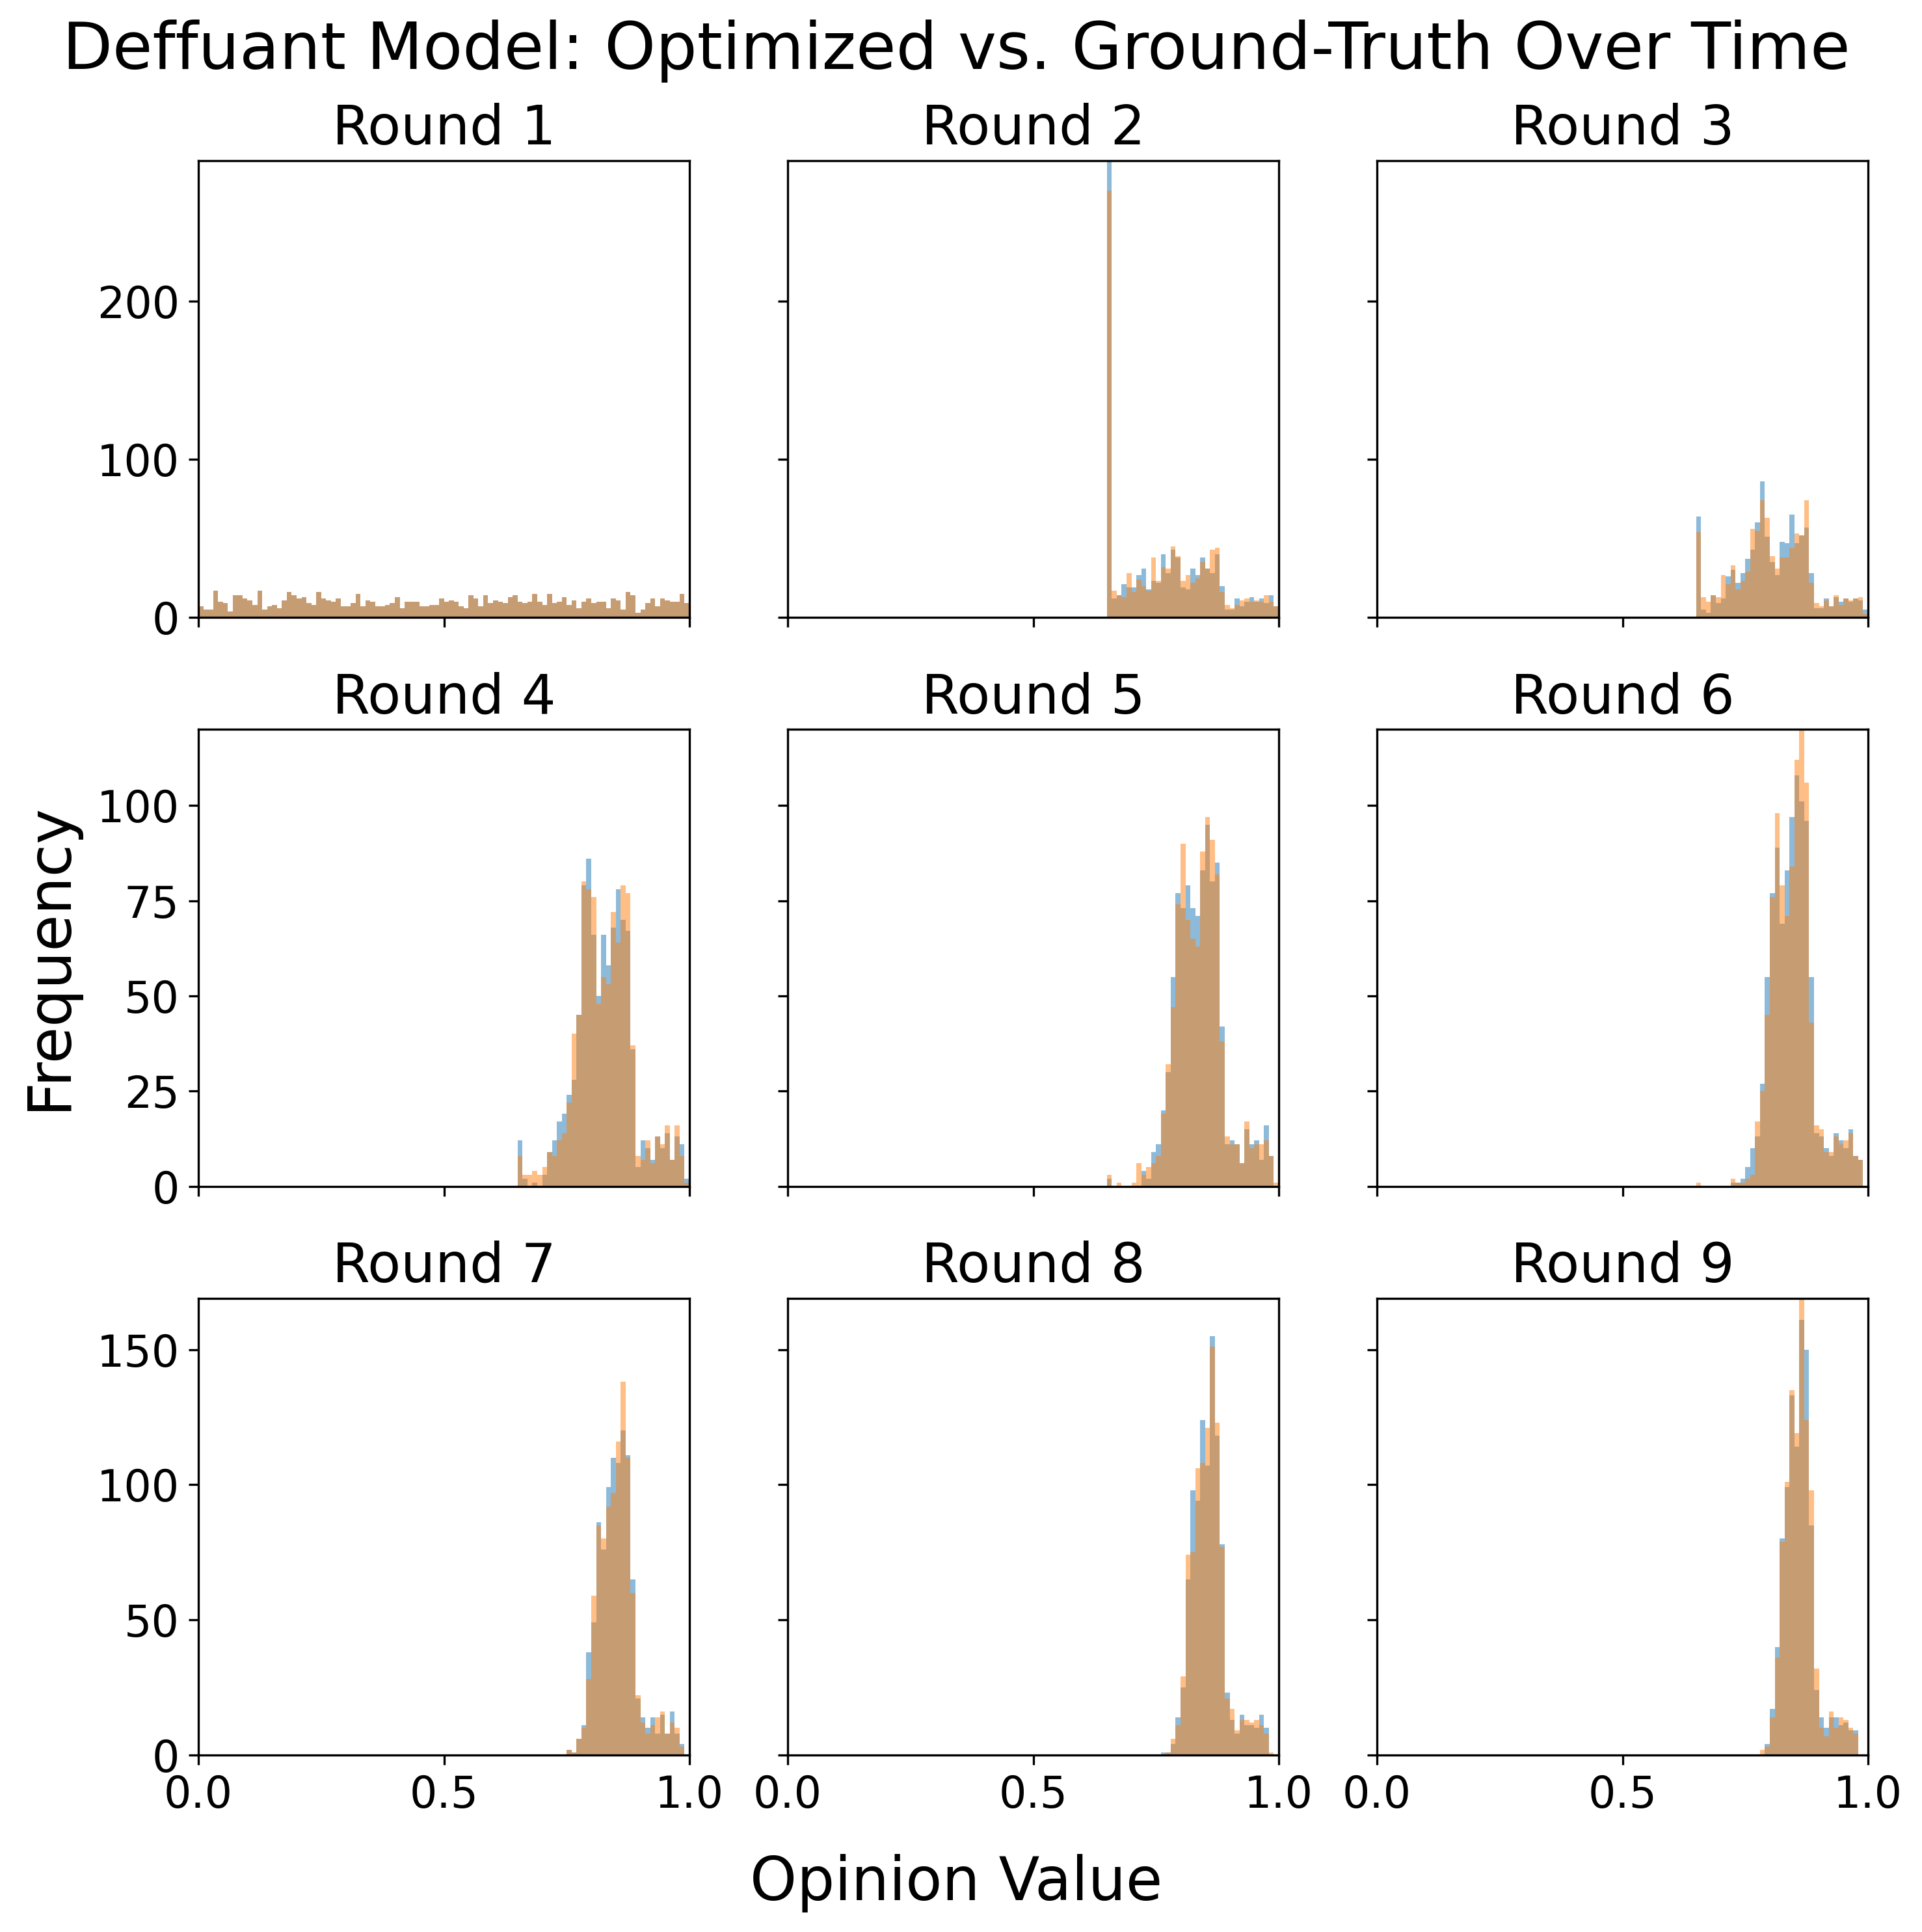 Deffuant Model: Optimized vs. Ground-Truth Over Time
Round 1
Round 2
Round 3
200
100
0
Round 4
Round 5
Round 6
Frequency
100
75
50
25
0
Round 7
Round 8
Round 9
150
100
50
0
0.0 0.5 1.0 0.0 0.5 1.0 0.0 0.5 1.0
Opinion Value